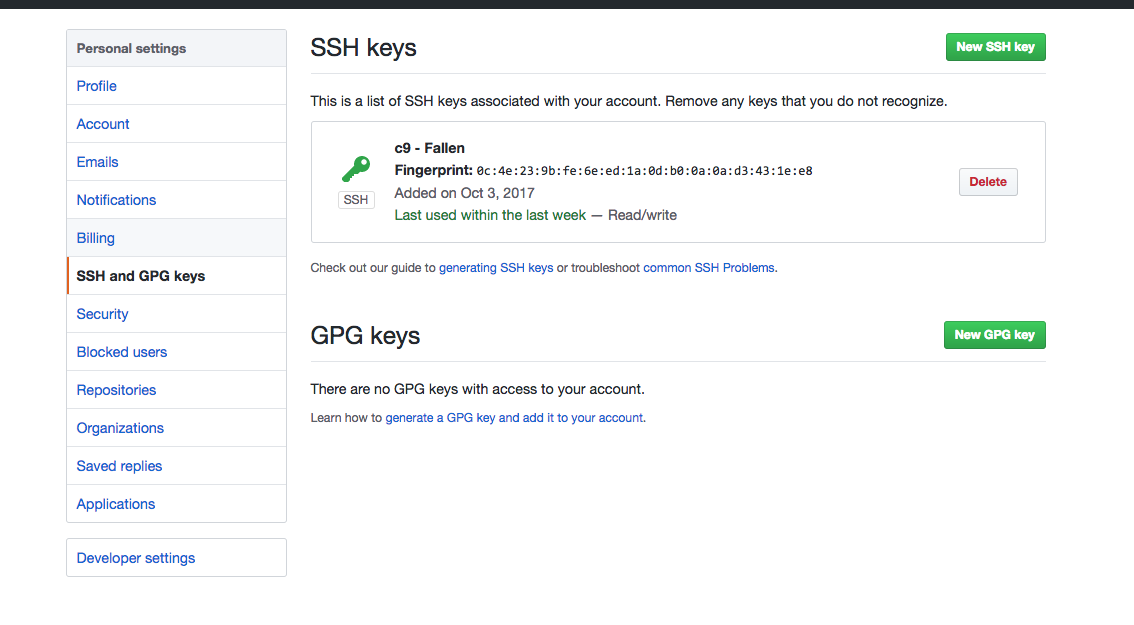 Personal settings
Profile
Account
Emails
Notifications
Billing
SSH and GPG keys
Security
Blocked users
Repositories
Organizations
Saved replies
Applications
Developer settings
SSH keys
New SSH key
This is a list of SSH keys associated with your account. Remove any keys that you do not recognize.
SSH
c9 - Fallen
Fingerprint: 0c:4e:23:9b:fe:6e:ed:1a:0d:b0:0a:0a:d3:43:1e:e8
Added on Oct 3, 2017
Last used within the last week — Read/write
Delete
Check out our guide to generating SSH keys or troubleshoot common SSH Problems.
GPG keys
New GPG key
There are no GPG keys with access to your account.
Learn how to generate a GPG key and add it to your account.